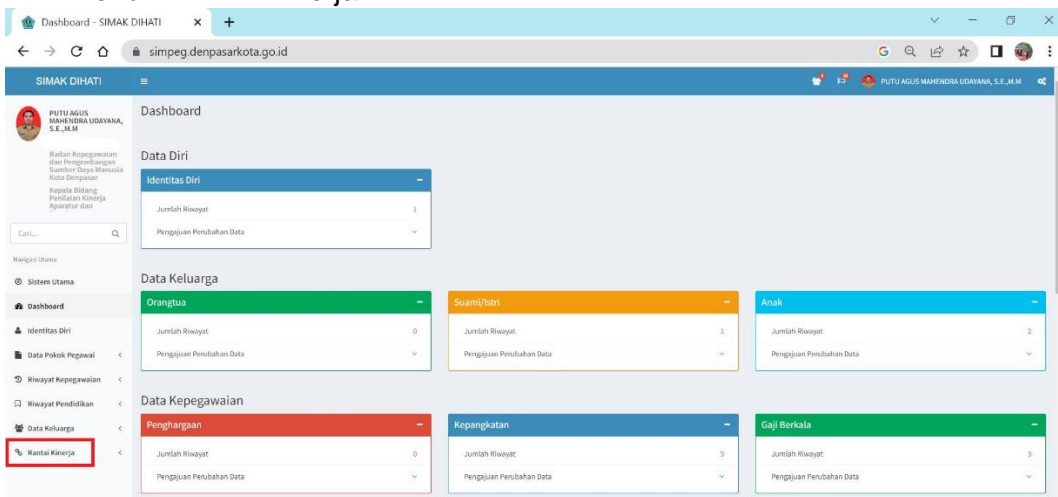 Dashboard - SIMAK DIHATI
simpeg.denpasarkota.go.id
SIMAK DIHATI
PUTU AGUS MAHENDRA UDAYANA, S.E.,M.M
PUTU AGUS
MAHENDRA UDAYANA,
S.E.,M.M
Badan Kepegawaian
dan Pengembangan
Sumber Daya Manusia
Kota Denpasar
Kepala Bidang
Penilaian Kinerja
Aparatur dan
Cari...
Navigasi Utama
Sistem Utama
Dashboard
Identitas Diri
Data Pokok Pegawai
Riwayat Kepegawaian
Riwayat Pendidikan
Data Keluarga
Rantai Kinerja
Dashboard
Data Diri
Identitas Diri
Jumlah Riwayat 1
Pengajuan Perubahan Data
Data Keluarga
Orangtua
Jumlah Riwayat 0
Pengajuan Perubahan Data
Suami/Istri
Jumlah Riwayat 1
Pengajuan Perubahan Data
Anak
Jumlah Riwayat 2
Pengajuan Perubahan Data
Data Kepegawaian
Penghargaan
Jumlah Riwayat 0
Pengajuan Perubahan Data
Kepangkatan
Jumlah Riwayat 5
Pengajuan Perubahan Data
Gaji Berkala
Jumlah Riwayat 3
Pengajuan Perubahan Data